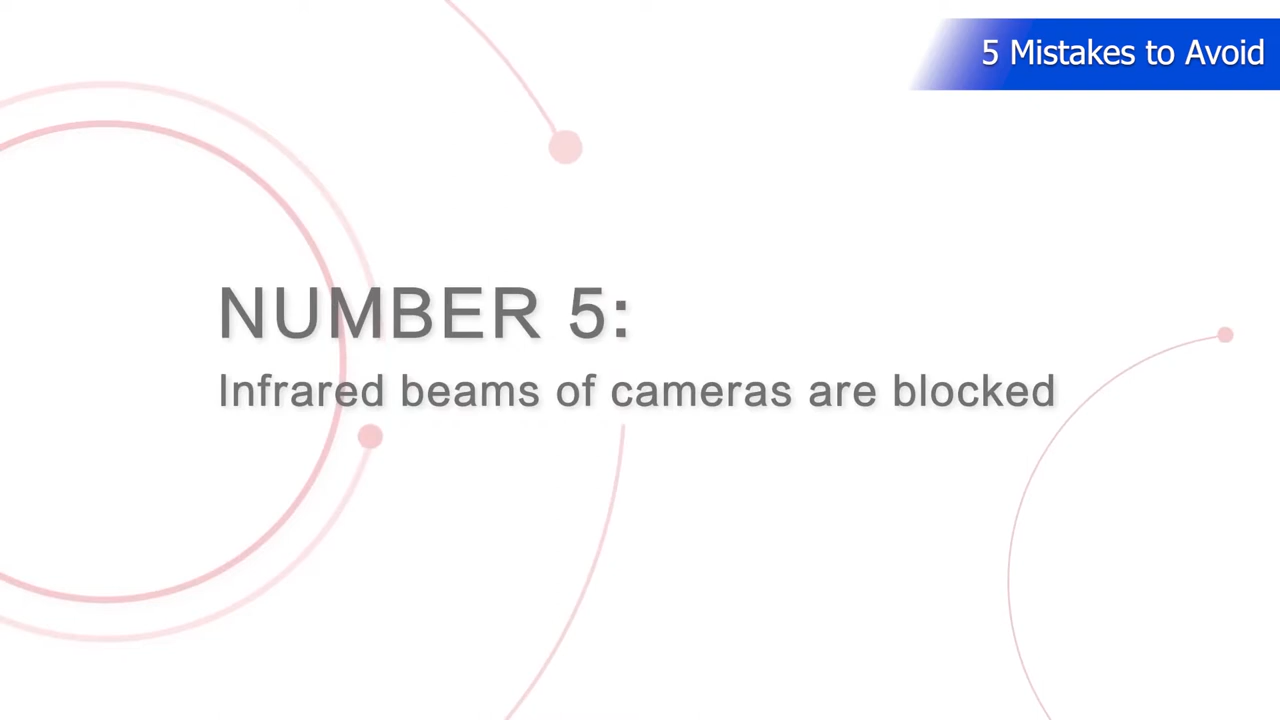 5 Mistakes to Avoid
NUMBER 5:
Infrared beams of cameras are blocked